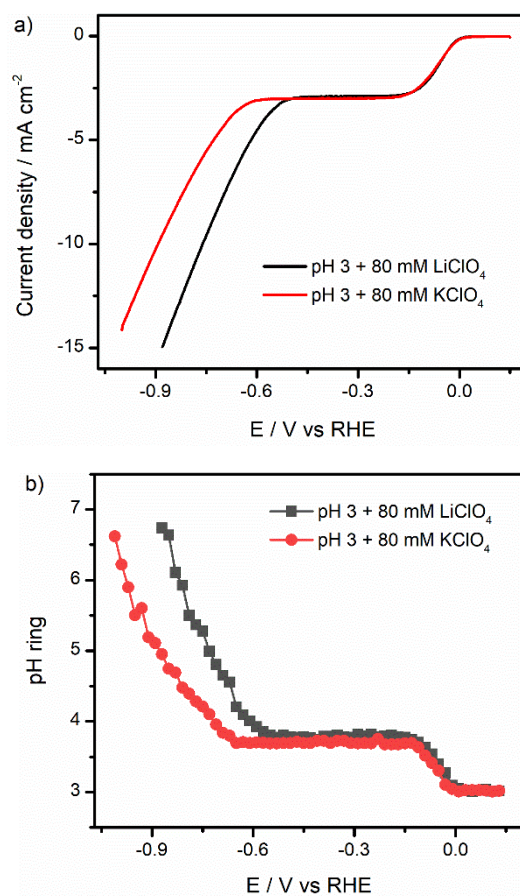 a)
0
-5
-10
-15
Current density / mA cm⁻²
pH 3 + 80 mM LiClO₄
pH 3 + 80 mM KClO₄
-0.9 -0.6 -0.3 0.0
E / V vs RHE
b)
7
6
5
4
3
pH ring
pH 3 + 80 mM LiClO₄
pH 3 + 80 mM KClO₄
-0.9 -0.6 -0.3 0.0
E / V vs RHE